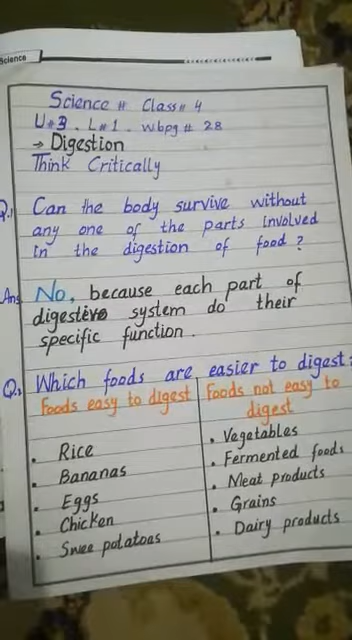 Science
Science # Class # 4
U#3. L#1. wbpg # 28
→ Digestion
Think Critically
Q.1 Can the body survive without
any one of the parts involved
in the digestion of food?
Ans No, because each part of
digestive system do their
specific function.
Q.2 Which foods are easier to digest?
Foods easy to digest
Rice
Bananas
Eggs
Chicken
Swee potatoas
Foods not easy to
digest
Vegetables
Fermented foods
Meat products
Grains
Dairy products